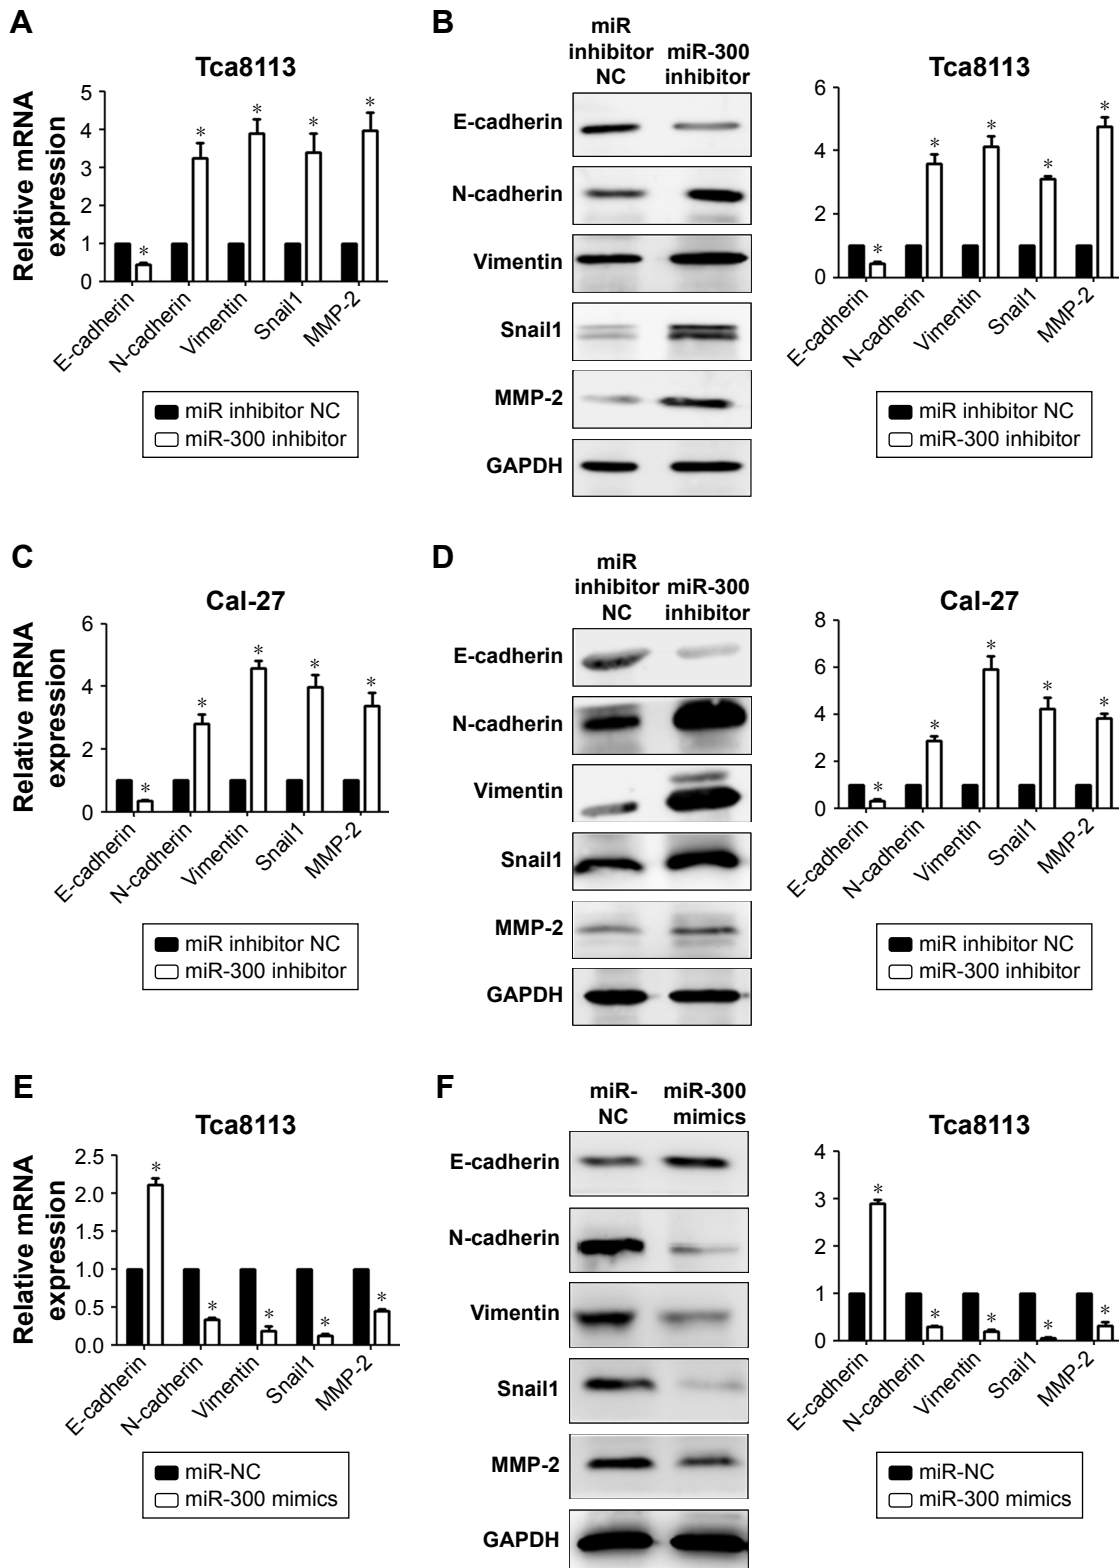 A
Tca8113
Relative mRNA
expression
5
4
3
2
1
0
* * * * *
E-cadherin
N-cadherin
Vimentin
Snail1
MMP-2
miR inhibitor NC
miR-300 inhibitor
B
miR
inhibitor
NC
miR-300
inhibitor
E-cadherin
N-cadherin
Vimentin
Snail1
MMP-2
GAPDH
Tca8113
6
4
2
0
* * * * *
E-cadherin
N-cadherin
Vimentin
Snail1
MMP-2
miR inhibitor NC
miR-300 inhibitor
C
Cal-27
Relative mRNA
expression
6
4
2
0
* * * * *
E-cadherin
N-cadherin
Vimentin
Snail1
MMP-2
miR inhibitor NC
miR-300 inhibitor
D
miR
inhibitor
NC
miR-300
inhibitor
E-cadherin
N-cadherin
Vimentin
Snail1
MMP-2
GAPDH
Cal-27
8
6
4
2
0
* * * * *
E-cadherin
N-cadherin
Vimentin
Snail1
MMP-2
miR inhibitor NC
miR-300 inhibitor
E
Tca8113
Relative mRNA
expression
2.5
2.0
1.5
1.0
0.5
0.0
* * * * *
E-cadherin
N-cadherin
Vimentin
Snail1
MMP-2
miR-NC
miR-300 mimics
F
miR-
NC
miR-300
mimics
E-cadherin
N-cadherin
Vimentin
Snail1
MMP-2
GAPDH
Tca8113
4
3
2
1
0
* * * * *
E-cadherin
N-cadherin
Vimentin
Snail1
MMP-2
miR-NC
miR-300 mimics